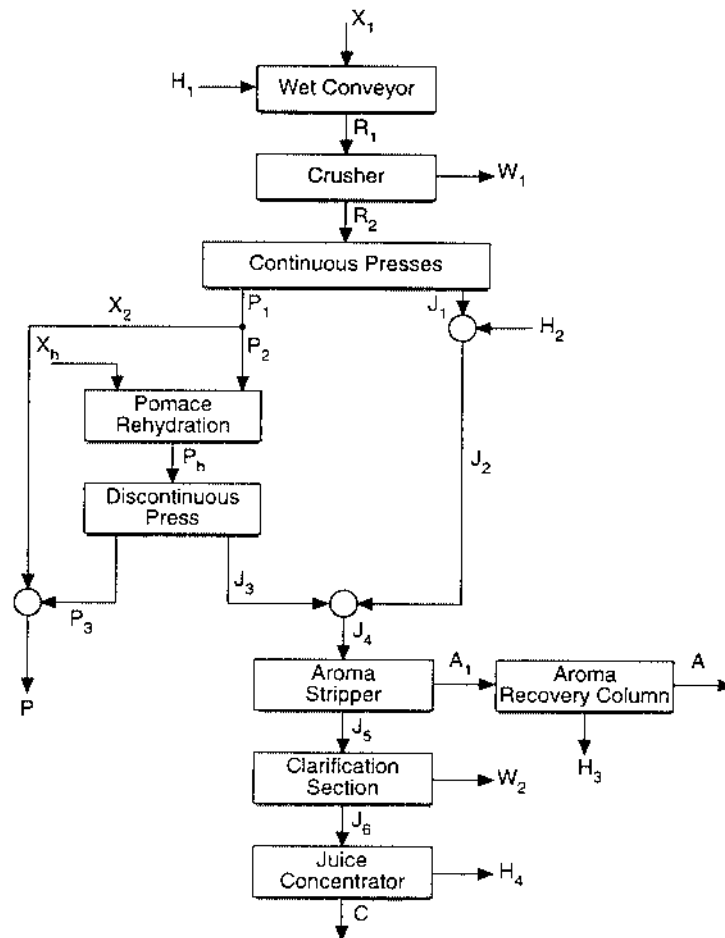 X₁
H₁
Wet Conveyor
R₁
Crusher
W₁
R₂
Continuous Presses
X₂
P₁
J₁
H₂
X_h
P₂
Pomace
Rehydration
P_h
J₂
Discontinuous
Press
J₃
P₃
J₄
P
Aroma
Stripper
A₁
Aroma
Recovery Column
A
J₅
H₃
Clarification
Section
W₂
J₆
Juice
Concentrator
H₄
C